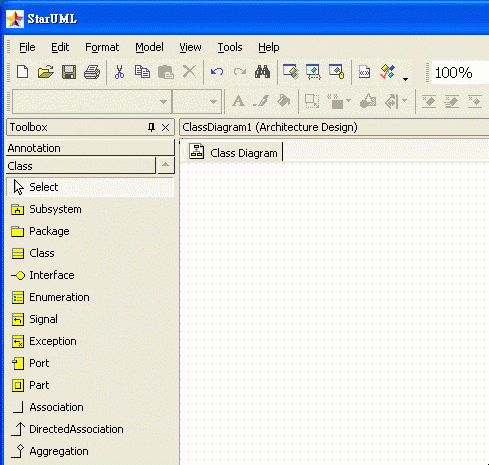 StarUML
File Edit Format Model View Tools Help
100%
Toolbox
ClassDiagram1 (Architecture Design)
Annotation
Class Diagram
Class
Select
Subsystem
Package
Class
Interface
Enumeration
Signal
Exception
Port
Part
Association
DirectedAssociation
Aggregation